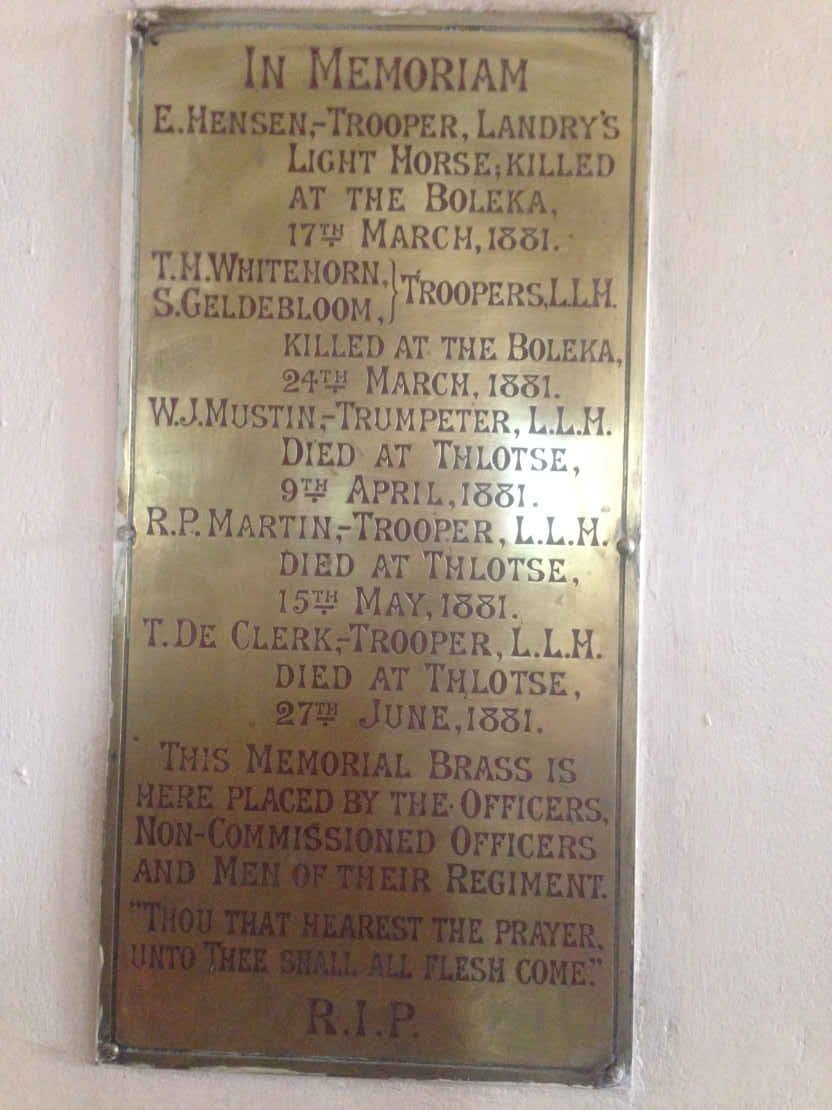 IN MEMORIAM
E. HENSEN,-TROOPER, LANDRY'S
LIGHT HORSE; KILLED
AT THE BOLEKA,
17TH MARCH, 1881.
T.H. WHITEHORN,
S. GELDEBLOOM,
} TROOPERS, L.L.H.
KILLED AT THE BOLEKA,
24TH MARCH, 1881.
W.J. MUSTIN,-TRUMPETER, L.L.H.
DIED AT THLOTSE,
9TH APRIL, 1881.
R.P. MARTIN,-TROOPER, L.L.H.
DIED AT THLOTSE,
15TH MAY, 1881.
T. DE CLERK,-TROOPER, L.L.H.
DIED AT THLOTSE,
27TH JUNE, 1881.
THIS MEMORIAL BRASS IS
HERE PLACED BY THE OFFICERS,
NON-COMMISSIONED OFFICERS
AND MEN OF THEIR REGIMENT.
"THOU THAT HEAREST THE PRAYER,
UNTO THEE SHALL ALL FLESH COME."
R.I.P.